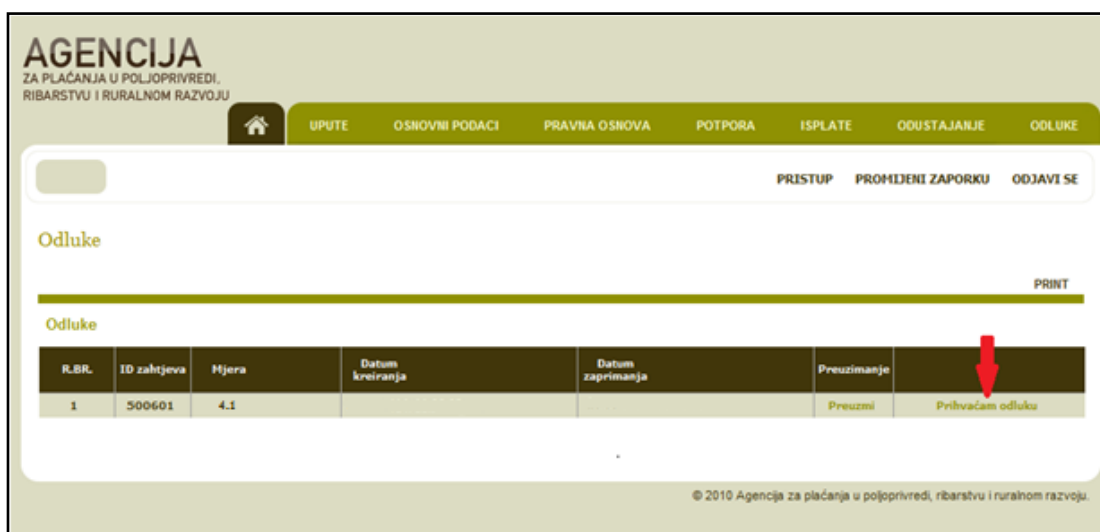 AGENCIJA
ZA PLAĆANJA U POLJOPRIVREDI,
RIBARSTVU I RURALNOM RAZVOJU
UPUTE OSNOVNI PODACI PRAVNA OSNOVA POTPORA ISPLATE ODUSTAJANJE ODLUKE
PRISTUP PROMIJENI ZAPORKU ODJAVI SE
Odluke
PRINT
Odluke
R.BR. ID zahtjeva Mjera Datum kreiranja Datum zaprimanja Preuzimanje
1 500601 4.1 Preuzmi Prihvaćam odluku
© 2010 Agencija za plaćanja u poljoprivredi, ribarstvu i ruralnom razvoju.